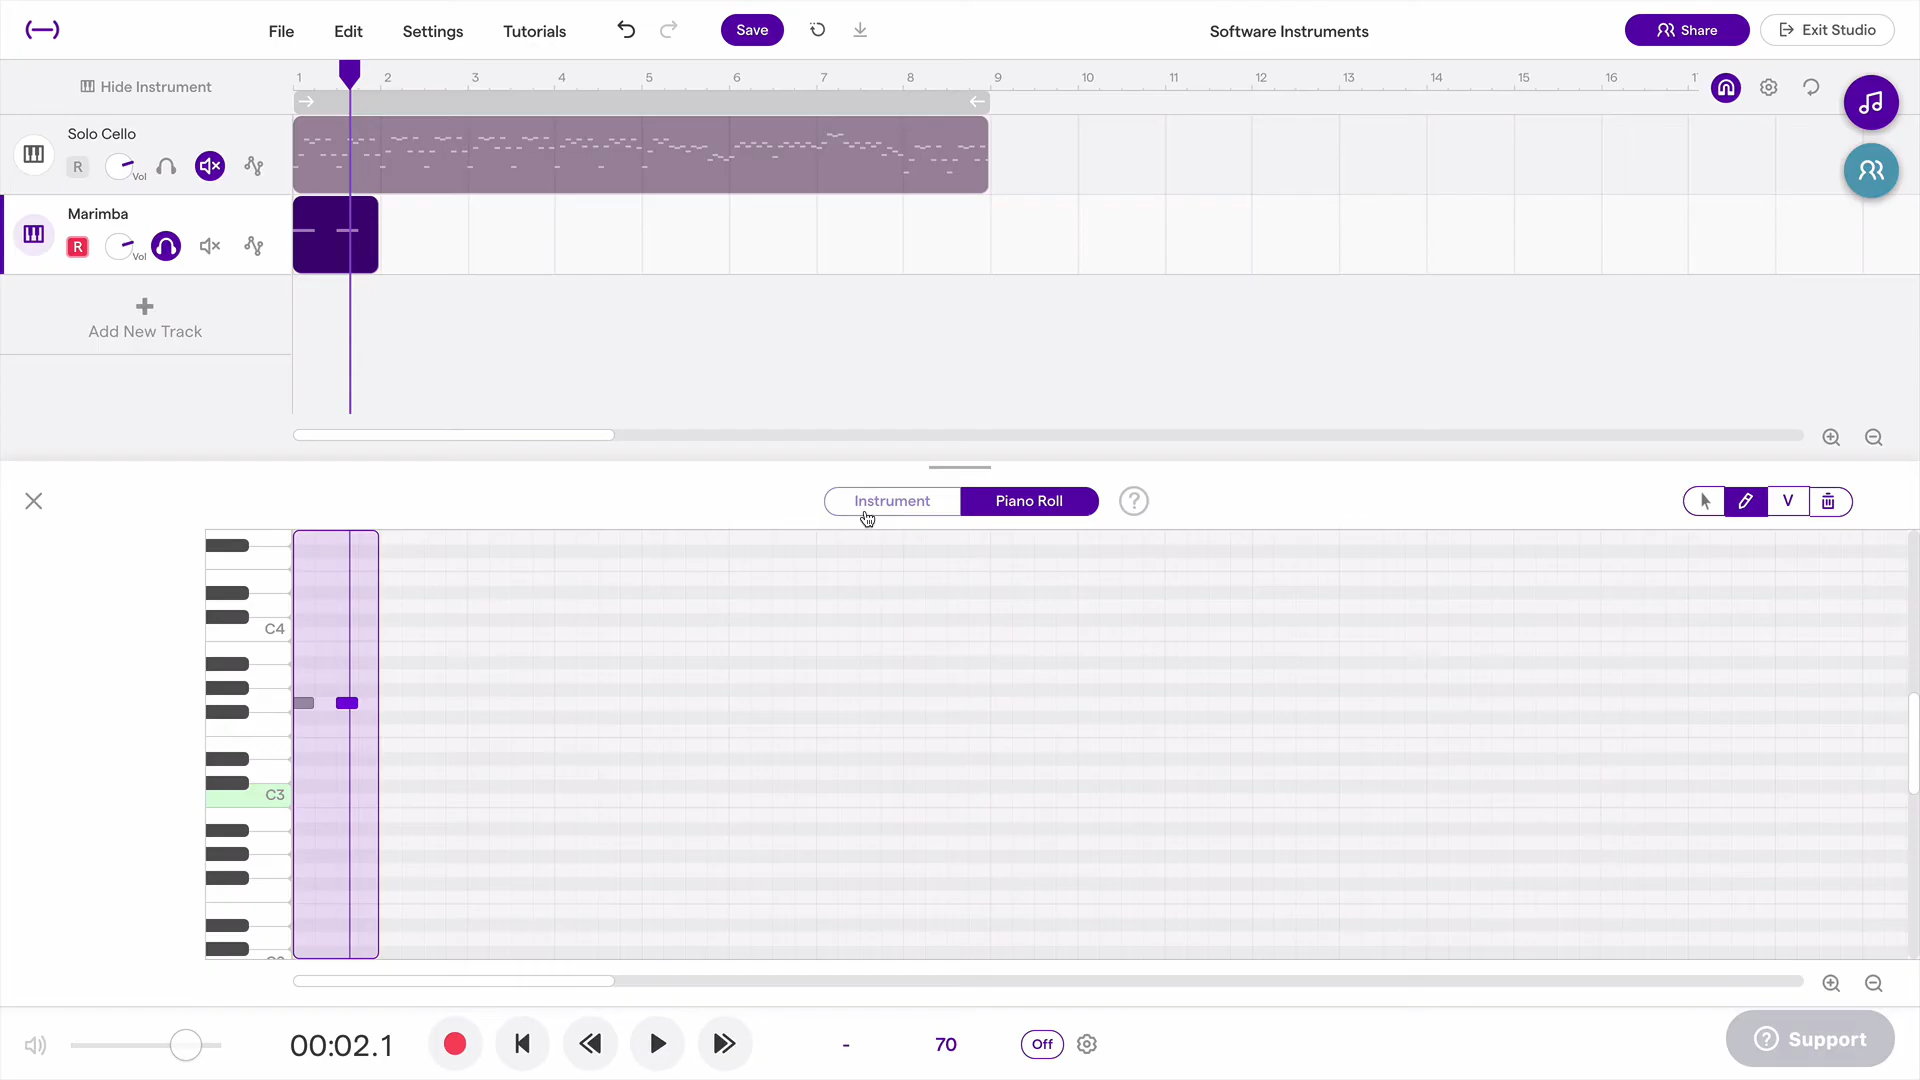 File Edit Settings Tutorials Save Software Instruments Share Exit Studio
Hide Instrument 1 2 3 4 5 6 7 8 9 10 11 12 13 14 15 16
Solo Cello
R Vol
Marimba
R Vol
Add New Track
Instrument Piano Roll ? V
C4
C3
00:02.1 - 70 Off ? Support